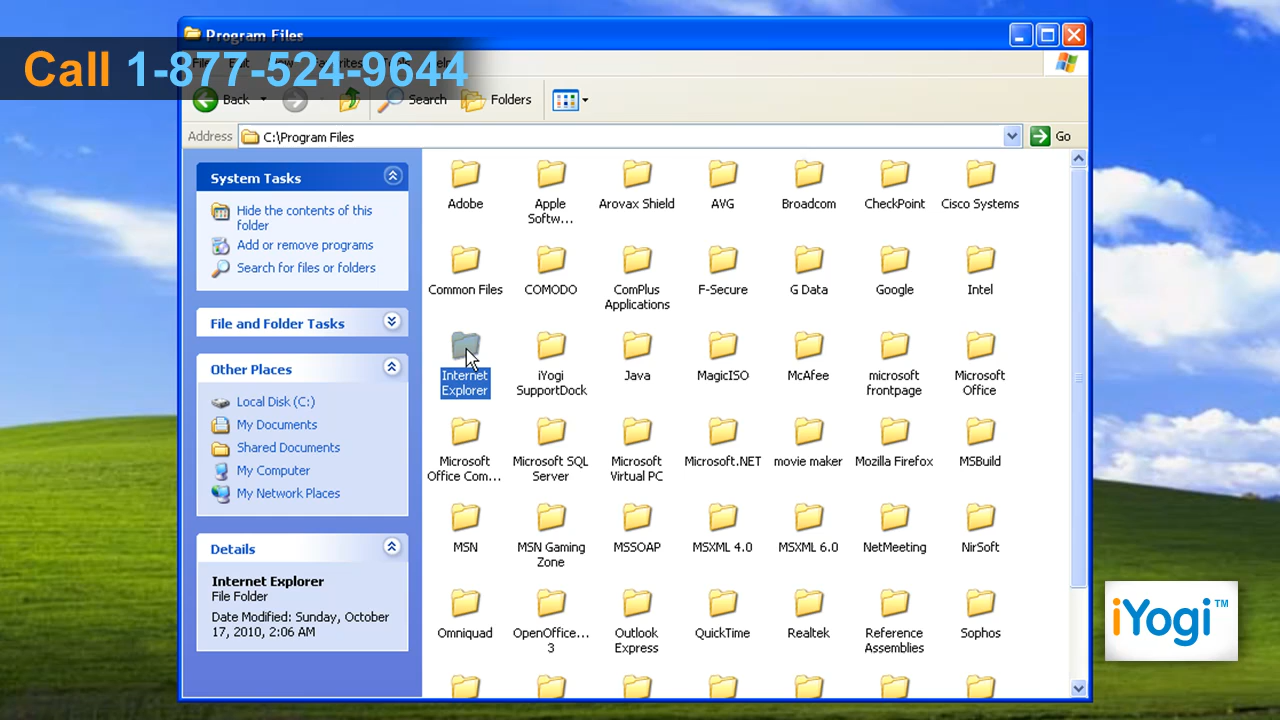 Program Files
Call 1-877-524-9644
Back
Search
Folders
Address
C:\Program Files
Go
System Tasks
Hide the contents of this
folder
Add or remove programs
Search for files or folders
File and Folder Tasks
Other Places
Local Disk (C:)
My Documents
Shared Documents
My Computer
My Network Places
Details
Internet Explorer
File Folder
Date Modified: Sunday, October
17, 2010, 2:06 AM
Adobe
Apple
Softw...
Arovax Shield
AVG
Broadcom
CheckPoint
Cisco Systems
Common Files
COMODO
ComPlus
Applications
F-Secure
G Data
Google
Intel
Internet
Explorer
iYogi
SupportDock
Java
MagicISO
McAfee
microsoft
frontpage
Microsoft
Office
Microsoft
Office Com...
Microsoft SQL
Server
Microsoft
Virtual PC
Microsoft.NET
movie maker
Mozilla Firefox
MSBuild
MSN
MSN Gaming
Zone
MSSOAP
MSXML 4.0
MSXML 6.0
NetMeeting
NirSoft
Omniquad
OpenOffice...
3
Outlook
Express
QuickTime
Realtek
Reference
Assemblies
Sophos
iYogi™